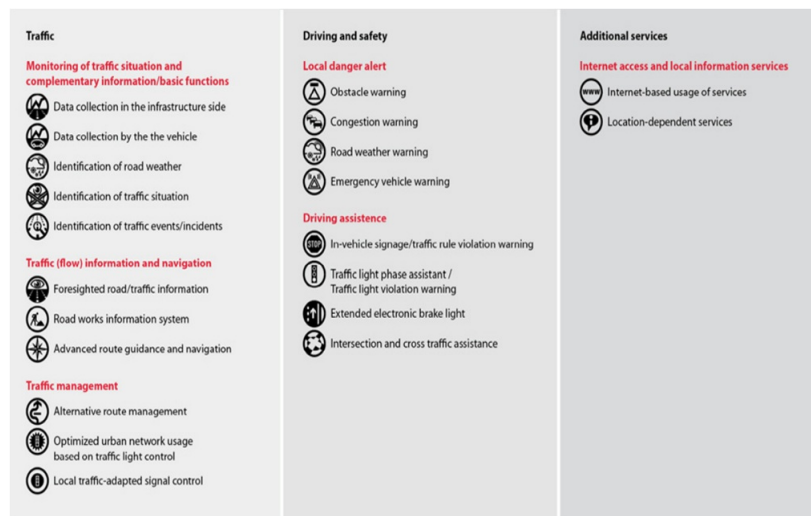 Traffic
Monitoring of traffic situation and
complementary information/basic functions
Data collection in the infrastructure side
Data collection by the the vehicle
Identification of road weather
Identification of traffic situation
Identification of traffic events/incidents
Traffic (flow) information and navigation
Foresighted road/traffic information
Road works information system
Advanced route guidance and navigation
Traffic management
Alternative route management
Optimized urban network usage
based on traffic light control
Local traffic-adapted signal control
Driving and safety
Local danger alert
Obstacle warning
Congestion warning
Road weather warning
Emergency vehicle warning
Driving assistence
STOP
In-vehicle signage/traffic rule violation warning
Traffic light phase assistant /
Traffic light violation warning
Extended electronic brake light
Intersection and cross traffic assistance
Additional services
Internet access and local information services
www
Internet-based usage of services
Location-dependent services